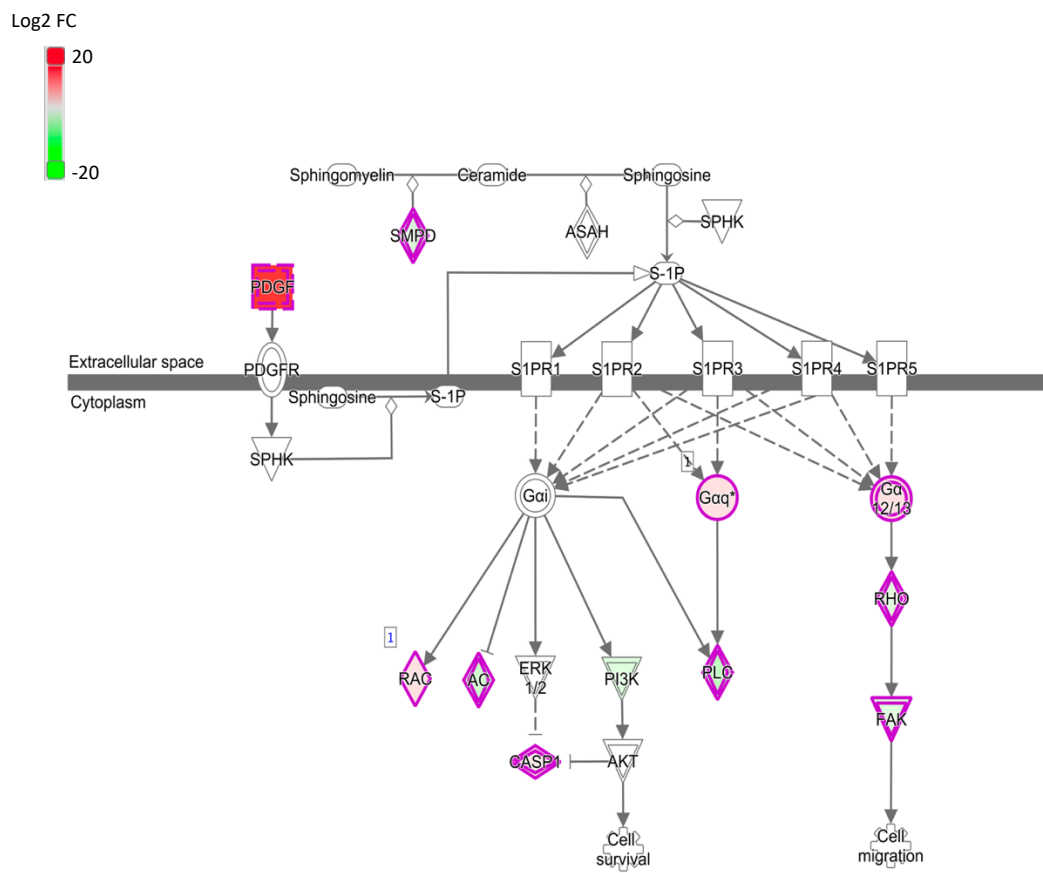 Log2 FC
20
-20
Sphingomyelin
Ceramide
Sphingosine
SMPD
ASAH
SPHK
PDGF
S-1P
Extracellular space
PDGFR
S1PR1
S1PR2
S1PR3
S1PR4
S1PR5
Cytoplasm
Sphingosine
S-1P
SPHK
1
Gαi
Gαq*
Gα
12/13
RHO
1
RAC
AC
ERK
1/2
PI3K
PLC
FAK
CASP1
AKT
Cell
survival
Cell
migration